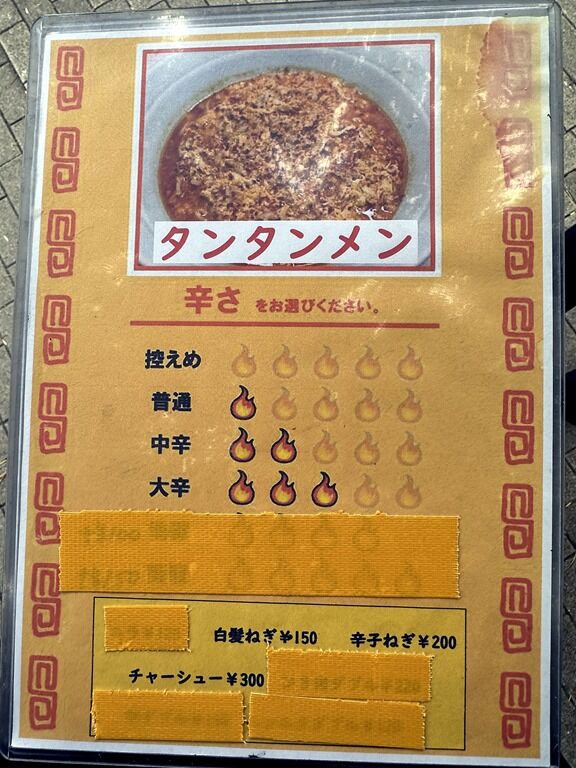 タンタンメン
辛さ をお選びください。
控えめ
普通
中辛
大辛
白髪ねぎ¥150 辛子ねぎ¥200
チャーシュー¥300